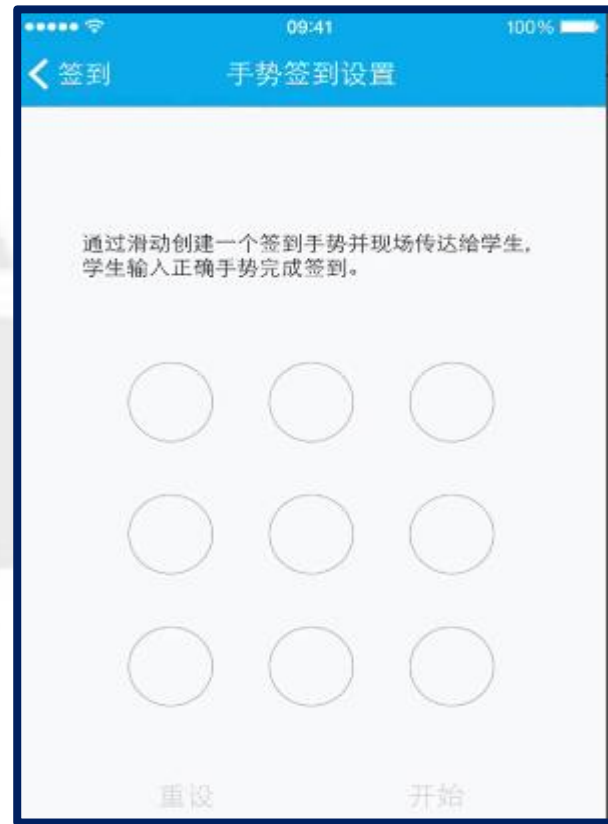 09:41 100%
签到 手势签到设置
通过滑动创建一个签到手势并现场传达给学生,
学生输入正确手势完成签到。
重设 开始